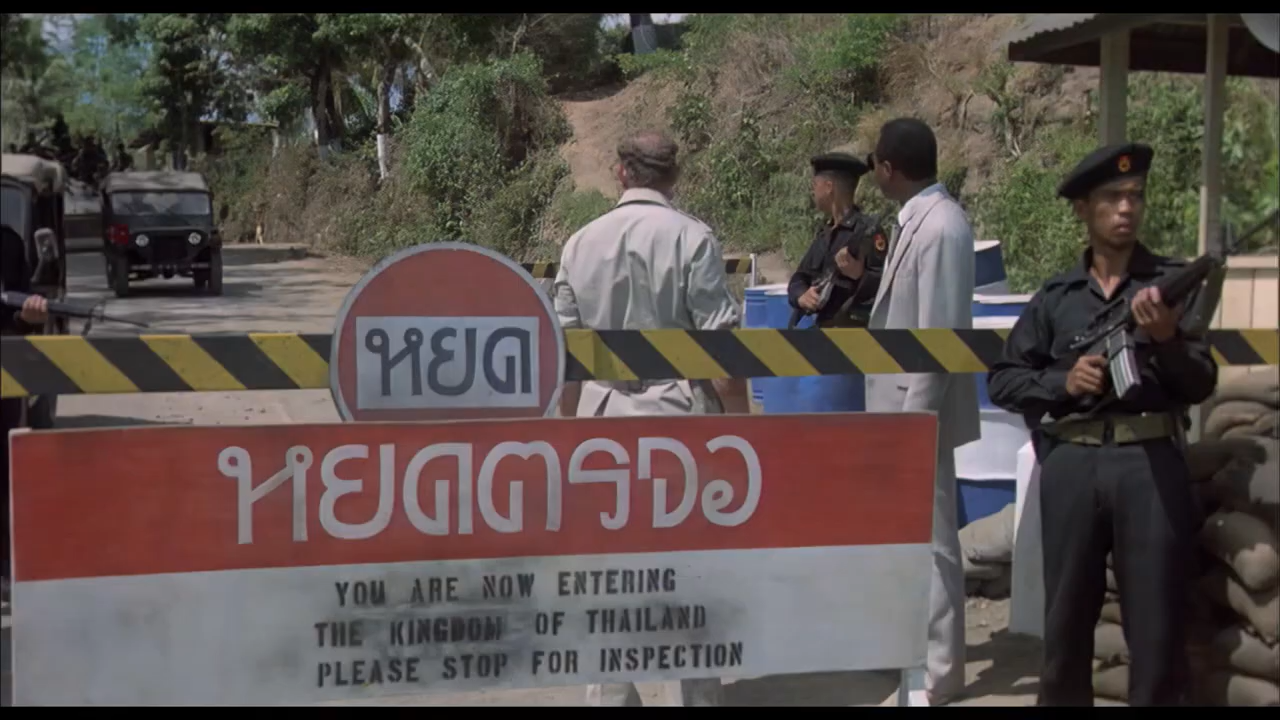 หยุด
หยุดตรวจ
YOU ARE NOW ENTERING
THE KINGDOM OF THAILAND
PLEASE STOP FOR INSPECTION